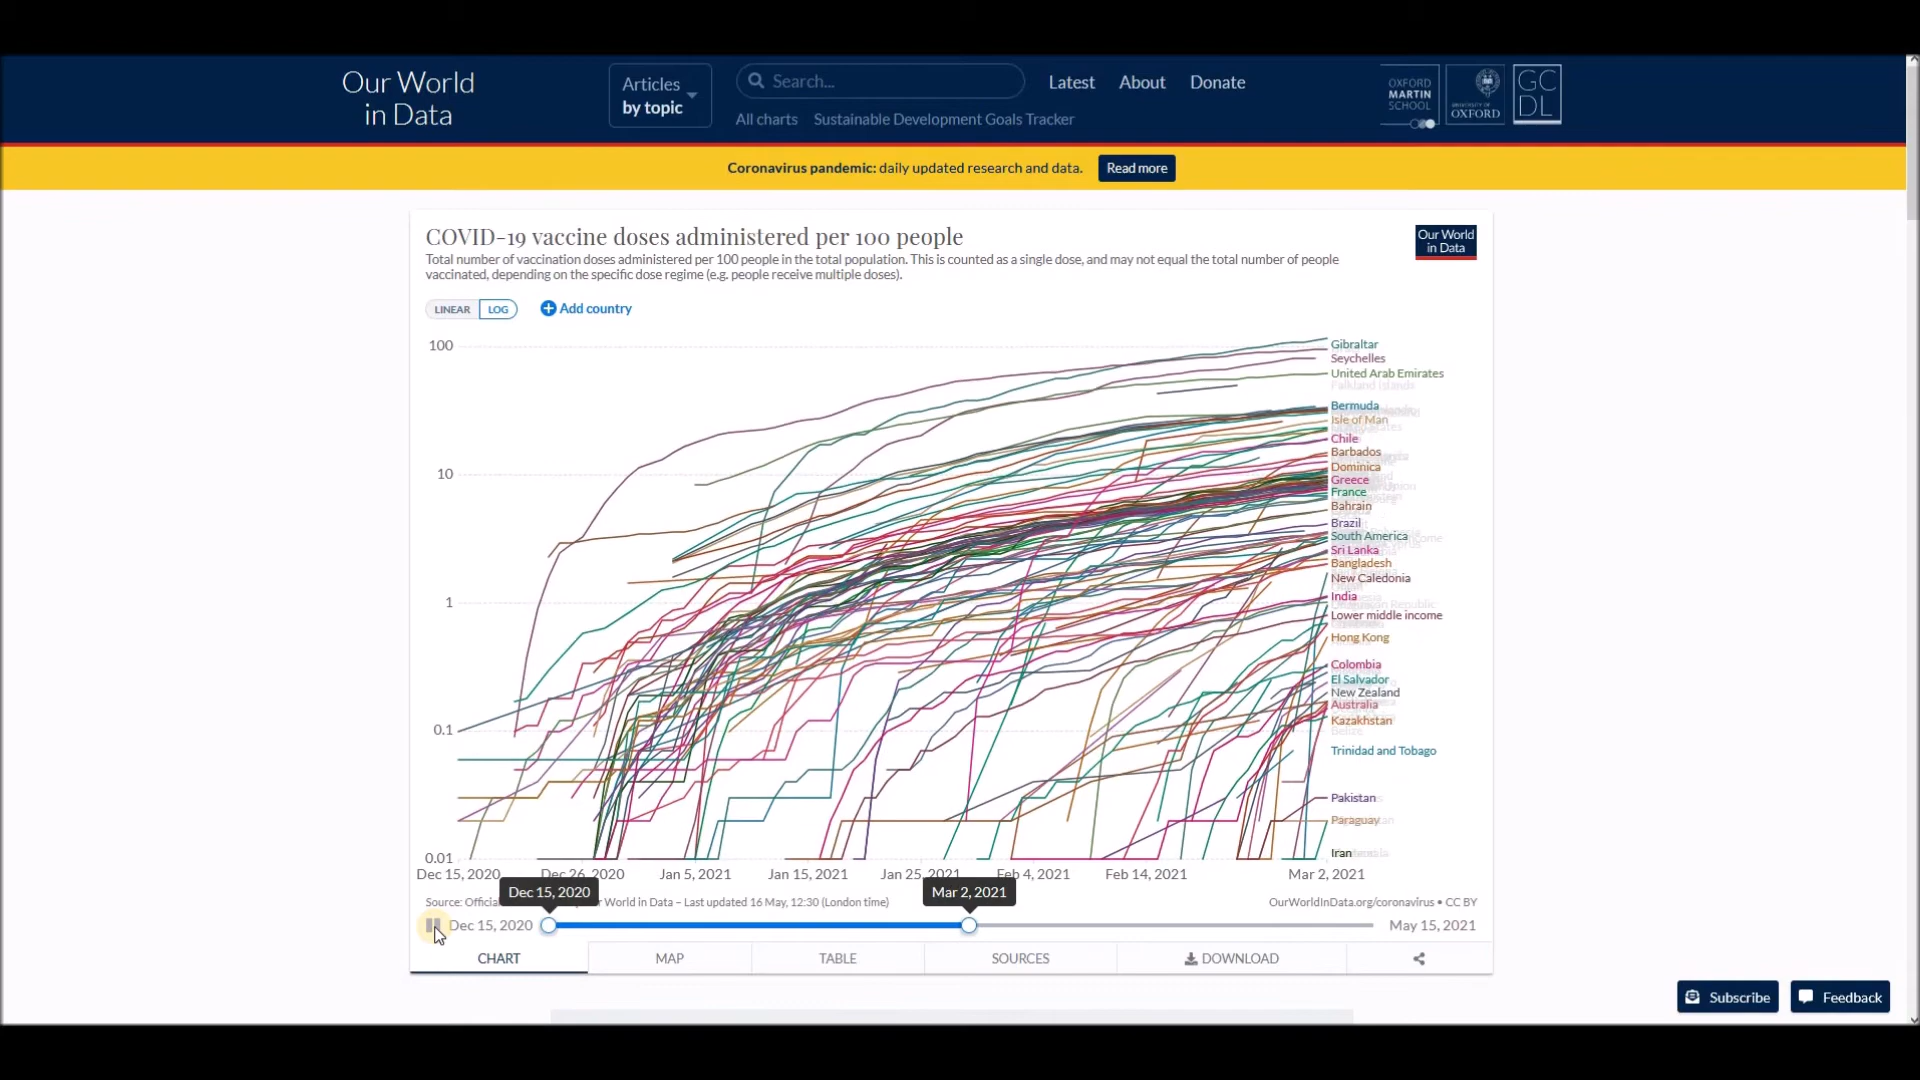 Our World
in Data
Articles
by topic
Search...
Latest
About
Donate
All charts
Sustainable Development Goals Tracker
OXFORD
MARTIN
SCHOOL
UNIVERSITY OF
OXFORD
GC
DL
Coronavirus pandemic: daily updated research and data.
Read more
COVID-19 vaccine doses administered per 100 people
Total number of vaccination doses administered per 100 people in the total population. This is counted as a single dose, and may not equal the total number of people
vaccinated, depending on the specific dose regime (e.g. people receive multiple doses).
Our World
in Data
LINEAR
LOG
Add country
100
10
1
0.1
0.01
Gibraltar
Seychelles
United Arab Emirates
Falkland Islands
Bermuda
Isle of Man
Chile
Barbados
Dominica
Greece
France
Bahrain
Brazil
South America
Sri Lanka
Bangladesh
New Caledonia
India
Lower middle income
Hong Kong
Colombia
El Salvador
New Zealand
Australia
Kazakhstan
Belize
Trinidad and Tobago
Pakistan
Paraguay
Iran
Dec 15, 2020
Dec 26, 2020
Jan 5, 2021
Jan 15, 2021
Jan 25, 2021
Feb 4, 2021
Feb 14, 2021
Mar 2, 2021
Dec 15, 2020
Mar 2, 2021
Source: Official
r World in Data – Last updated 16 May, 12:30 (London time)
OurWorldInData.org/coronavirus • CC BY
Dec 15, 2020
May 15, 2021
CHART
MAP
TABLE
SOURCES
DOWNLOAD
Subscribe
Feedback